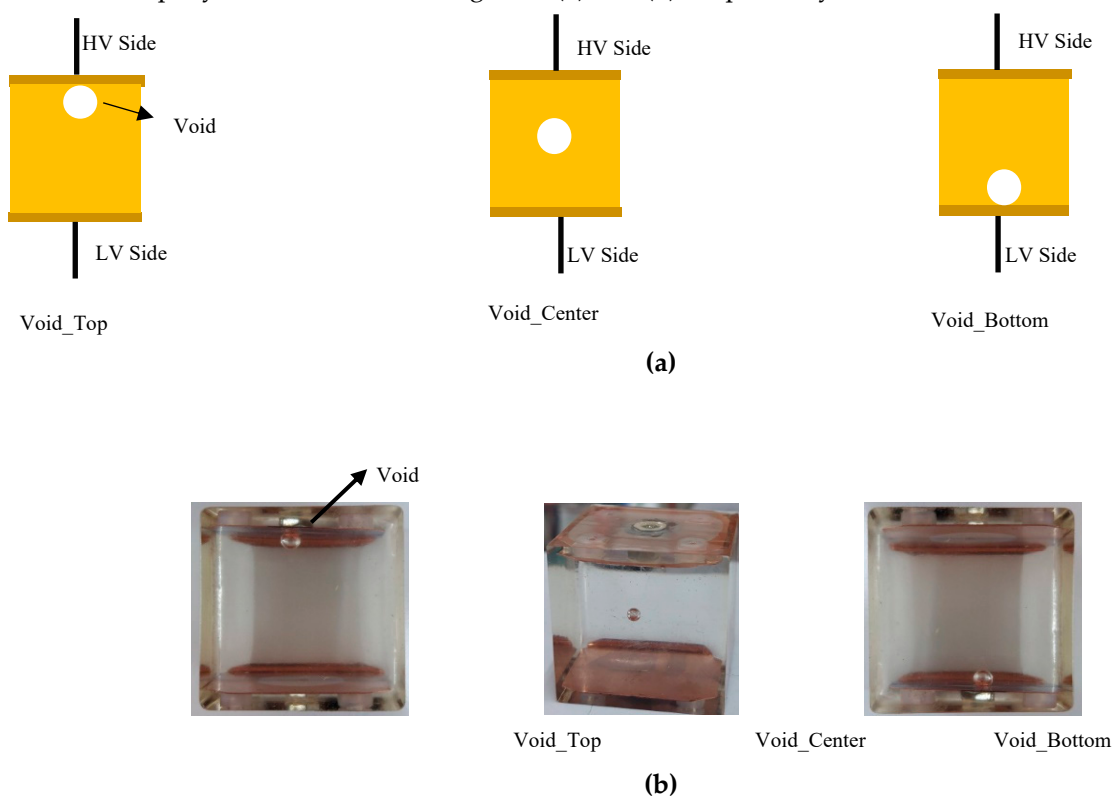 HV Side
HV Side
HV Side
Void
LV Side
LV Side
LV Side
Void_Top
Void_Center
Void_Bottom
(a)
Void
Void_Top
Void_Center
Void_Bottom
(b)